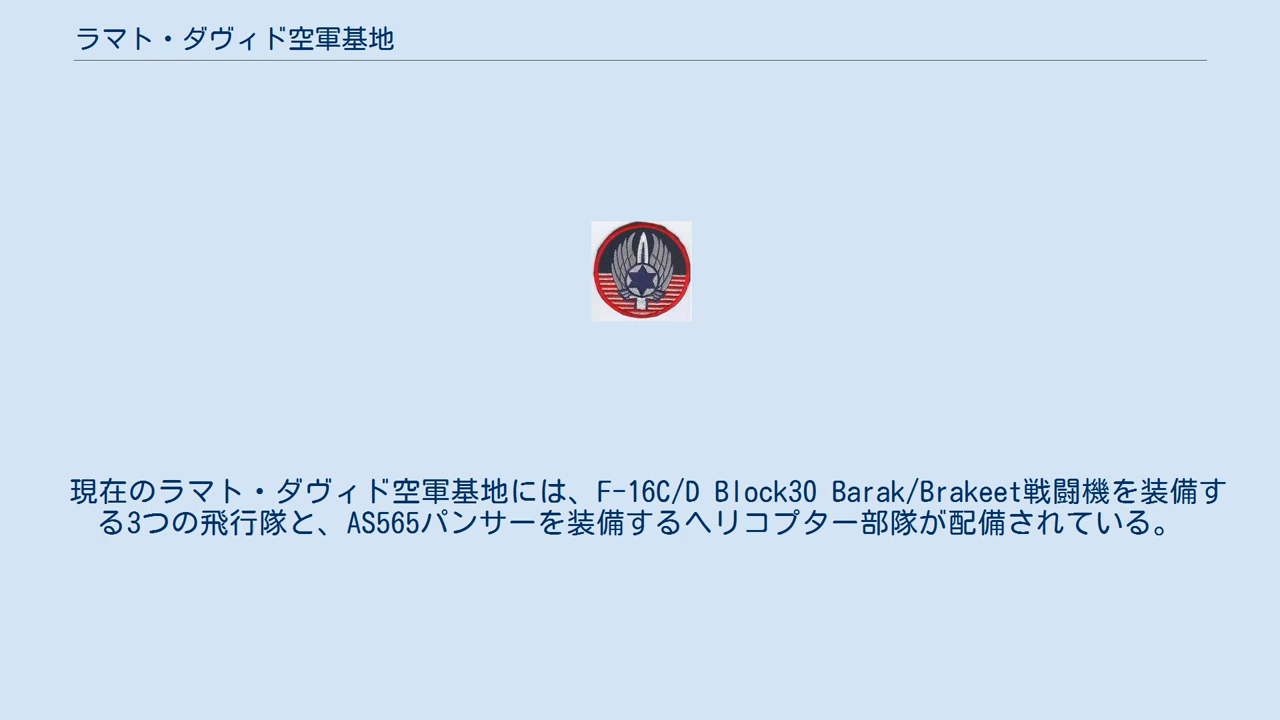 ラマト・ダヴィド空軍基地
現在のラマト・ダヴィド空軍基地には、F-16C/D Block30 Barak/Brakeet戦闘機を装備す
る3つの飛行隊と、AS565パンサーを装備するヘリコプター部隊が配備されている。